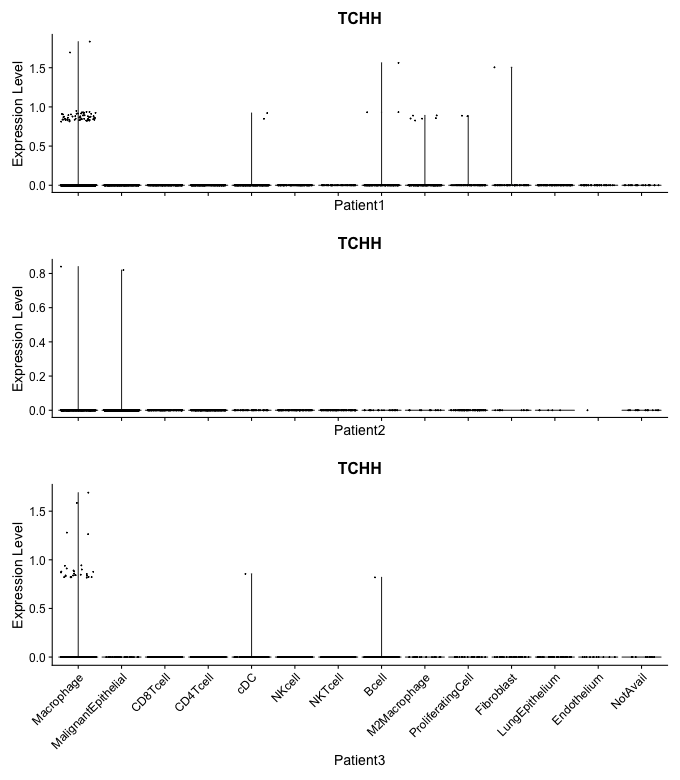 TCHH
Expression Level
1.5
1.0
0.5
0.0
Patient1
TCHH
Expression Level
0.8
0.6
0.4
0.2
0.0
Patient2
TCHH
Expression Level
1.5
1.0
0.5
0.0
Macrophage
MalignantEpithelial
CD8Tcell
CD4Tcell
cDC
NKcell
NKTcell
Bcell
M2Macrophage
ProliferatingCell
Fibroblast
LungEpithelium
Endothelium
NotAvail
Patient3